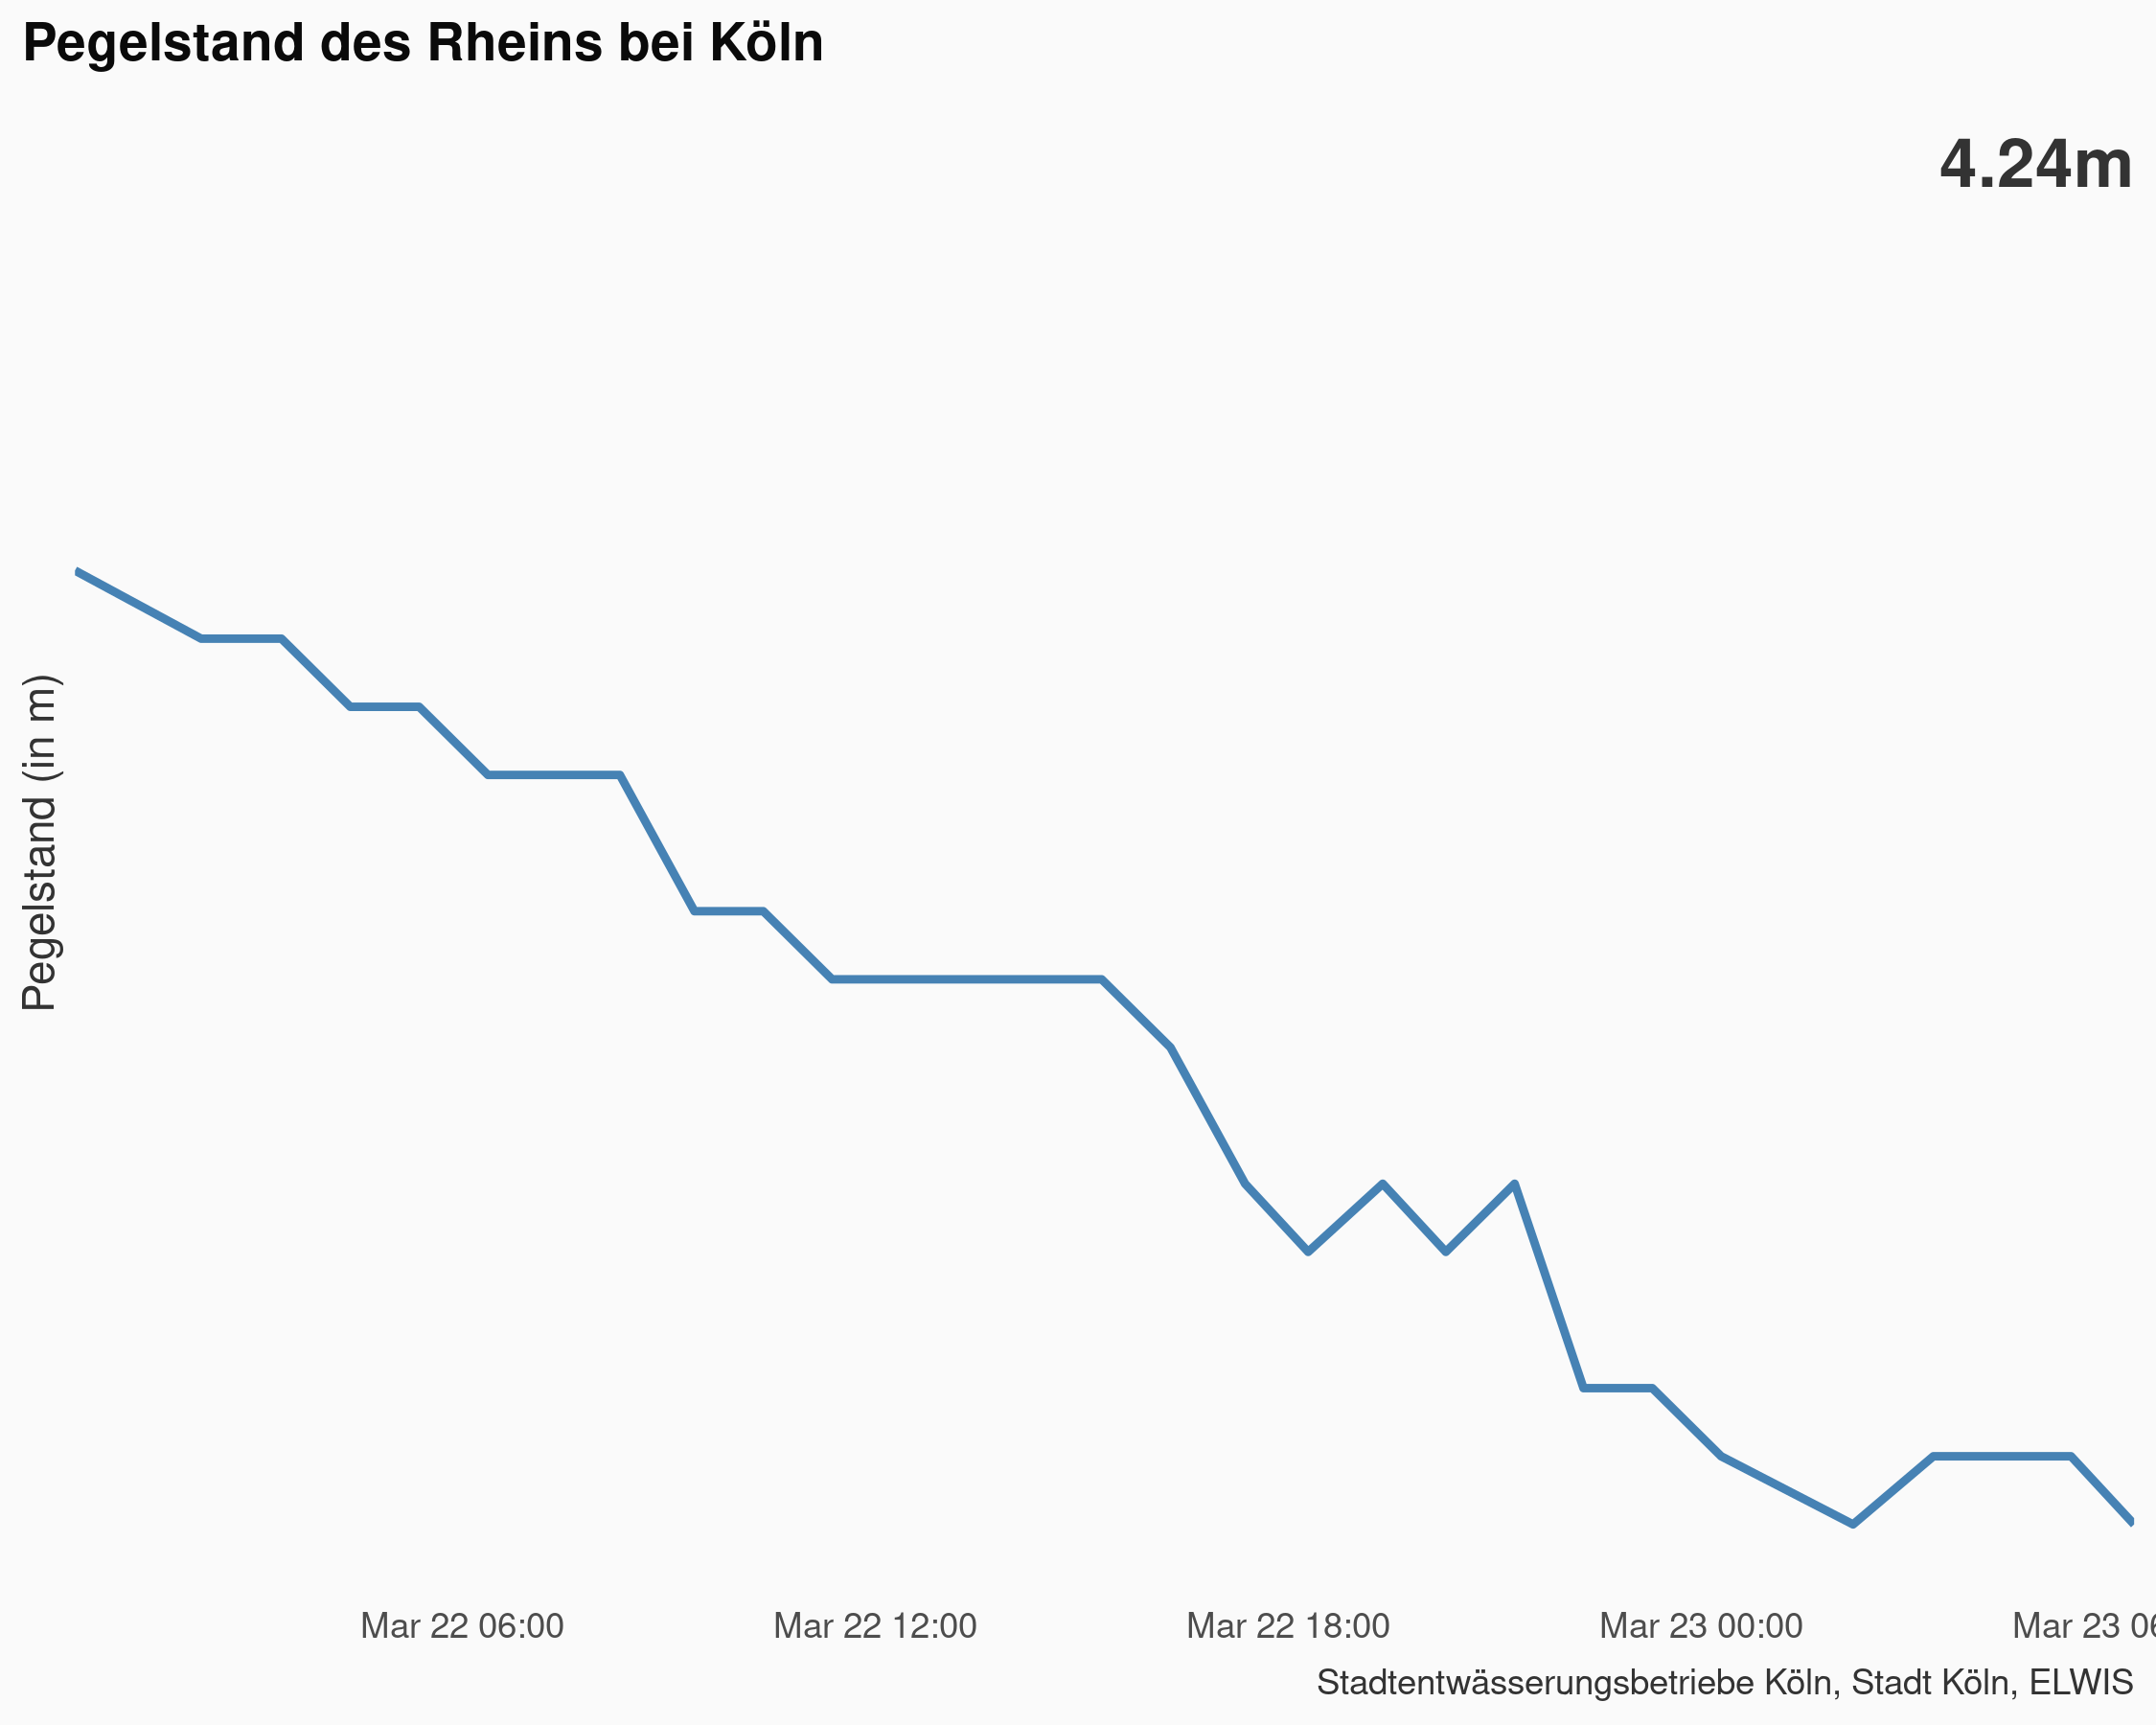 Pegelstand des Rheins bei Köln
4.24m
Pegelstand (in m)
Mar 22 06:00 Mar 22 12:00 Mar 22 18:00 Mar 23 00:00 Mar 23
Stadtentwässerungsbetriebe Köln, Stadt Köln, ELWIS